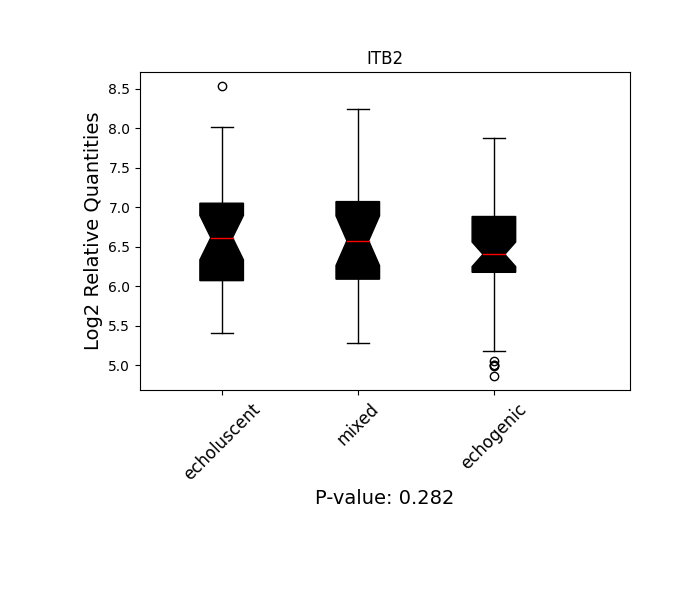 ITB2
Log2 Relative Quantities
8.5
8.0
7.5
7.0
6.5
6.0
5.5
5.0
echoluscent
mixed
echogenic
P-value: 0.282